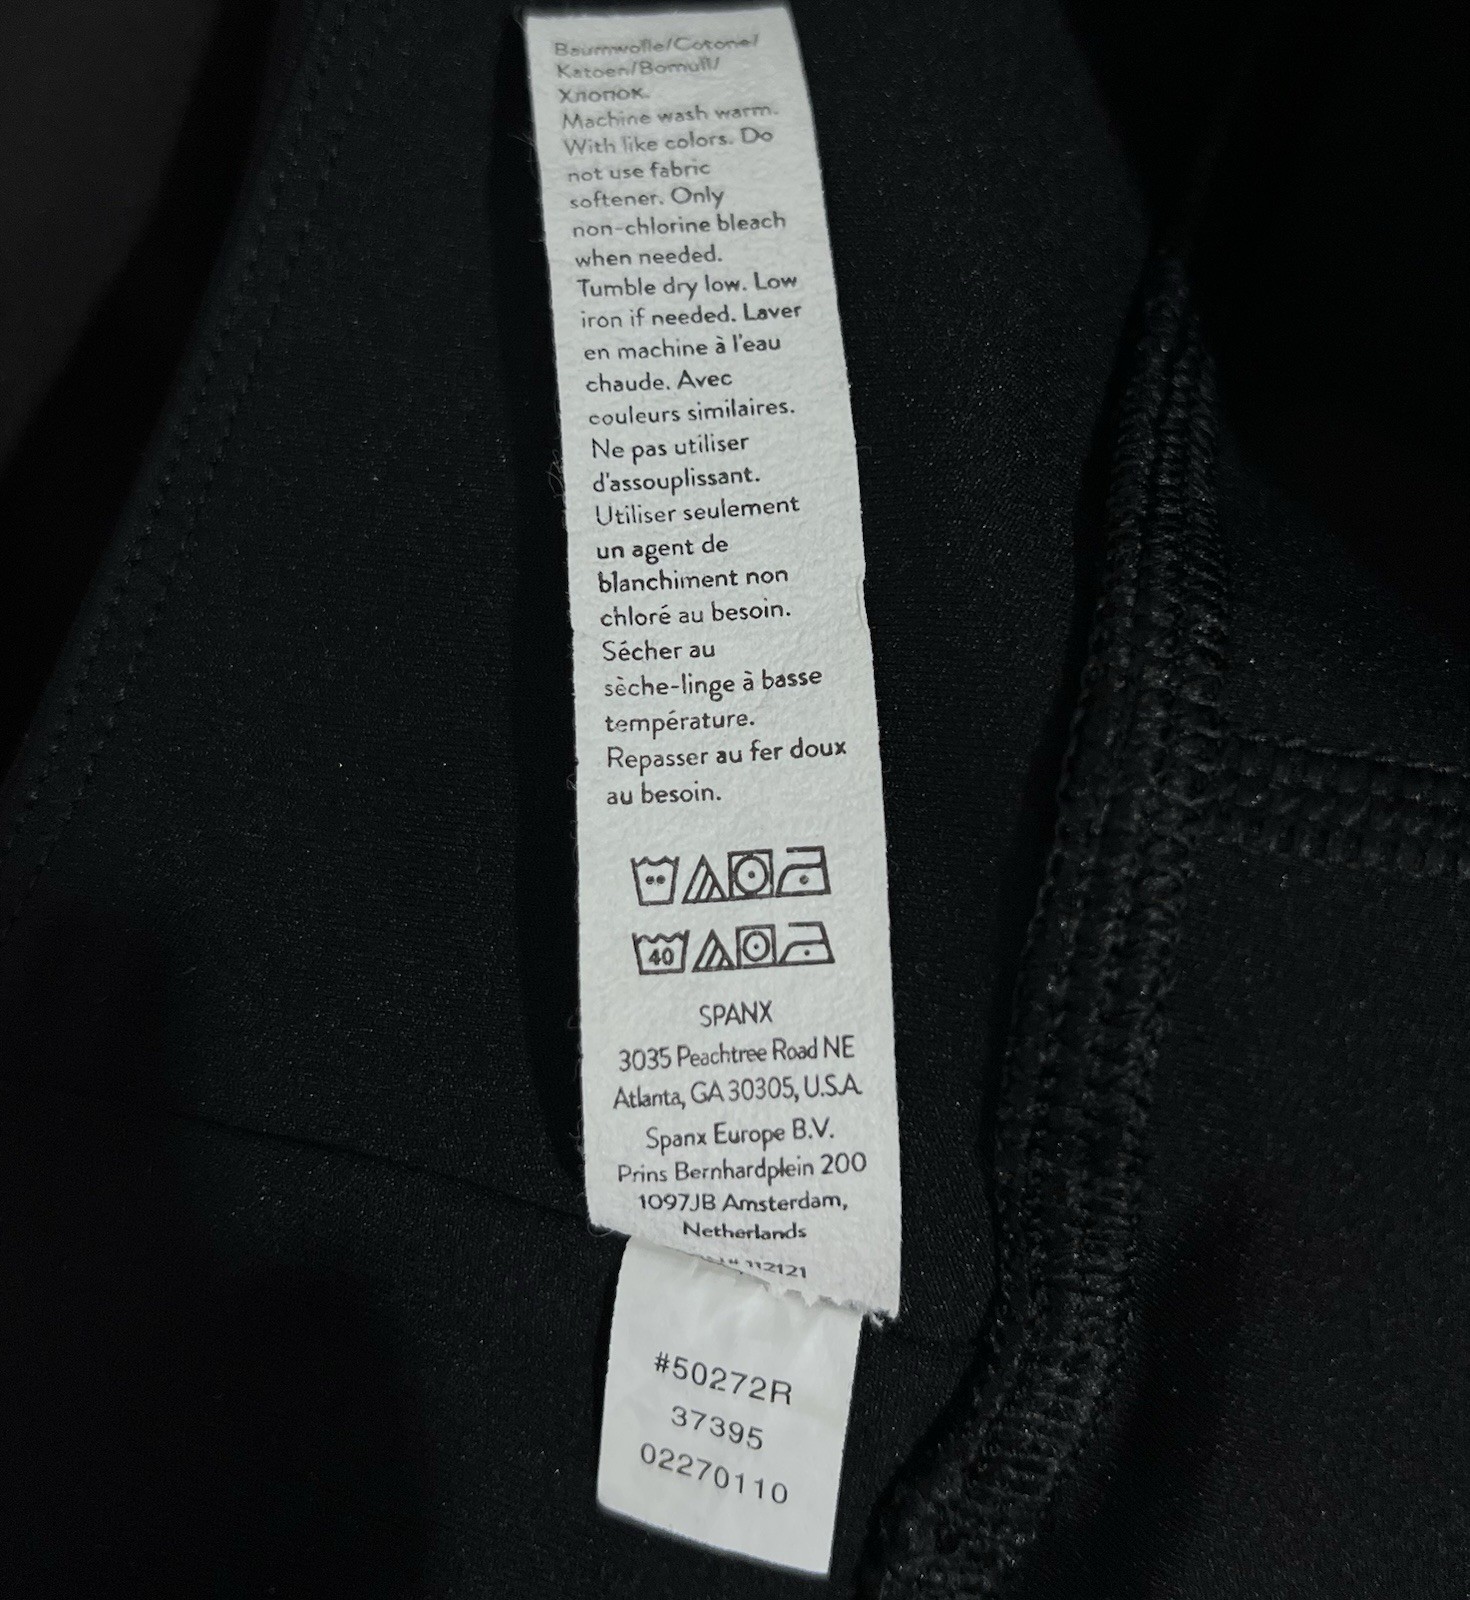 Baumwolle/Cotone/
Katoen/Bomull/
Хлопок.
Machine wash warm.
With like colors. Do
not use fabric
softener. Only
non-chlorine bleach
when needed.
Tumble dry low. Low
iron if needed. Laver
en machine à l'eau
chaude. Avec
couleurs similaires.
Ne pas utiliser
d'assouplissant.
Utiliser seulement
un agent de
blanchiment non
chloré au besoin.
Sécher au
sèche-linge à basse
température.
Repasser au fer doux
au besoin.
40
SPANX
3035 Peachtree Road NE
Atlanta, GA 30305, U.S.A.
Spanx Europe B.V.
Prins Bernhardplein 200
1097JB Amsterdam,
Netherlands
#50272R
37395
02270110